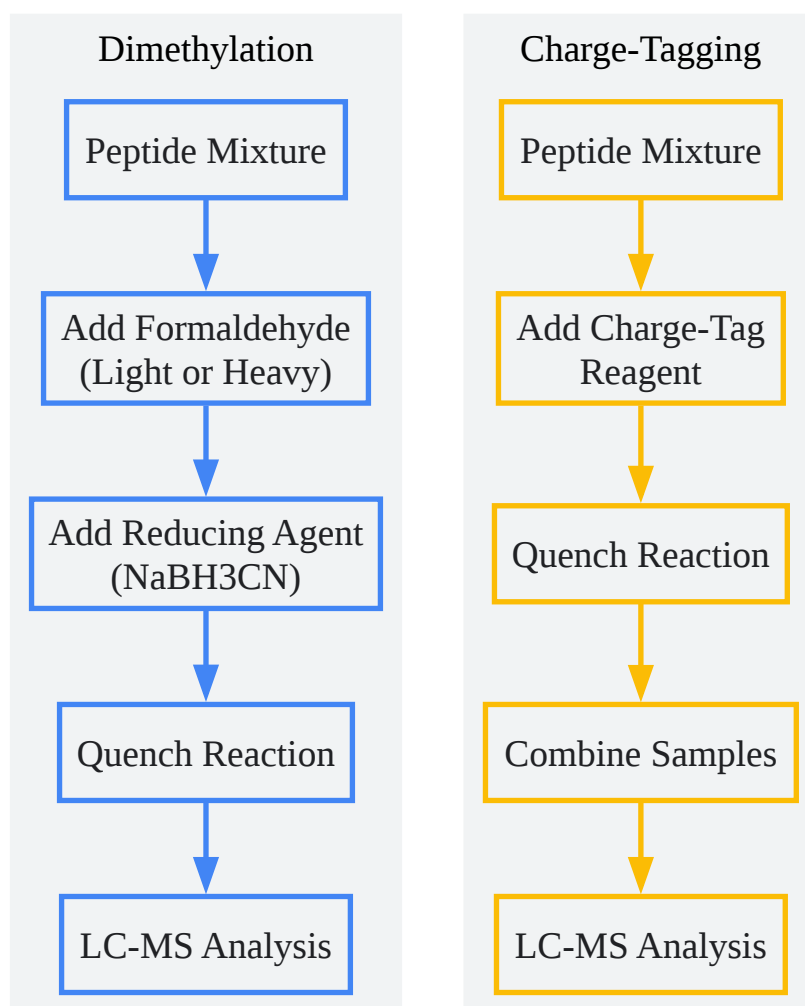 Dimethylation
Peptide Mixture
Add Formaldehyde
(Light or Heavy)
Add Reducing Agent
(NaBH3CN)
Quench Reaction
LC-MS Analysis
Charge-Tagging
Peptide Mixture
Add Charge-Tag
Reagent
Quench Reaction
Combine Samples
LC-MS Analysis